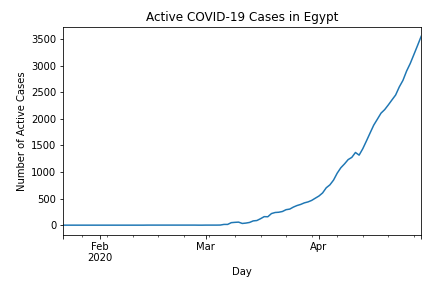 Active COVID-19 Cases in Egypt
Number of Active Cases
3500
3000
2500
2000
1500
1000
500
0
Feb
2020
Mar
Apr
Day